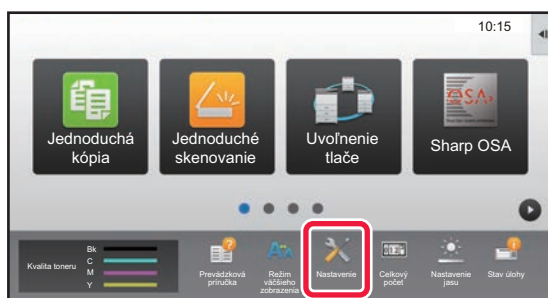 10:15
Jednoduchá
kópia
Jednoduché
skenovanie
Uvoľnenie
tlače
OSA
Sharp OSA
Kvalita toneru
Bk
C
M
Y
Prevádzková
príručka
Režim
väčšieho
zobrazenia
Nastavenie
Celkový
počet
Nastavenie
jasu
Stav úlohy